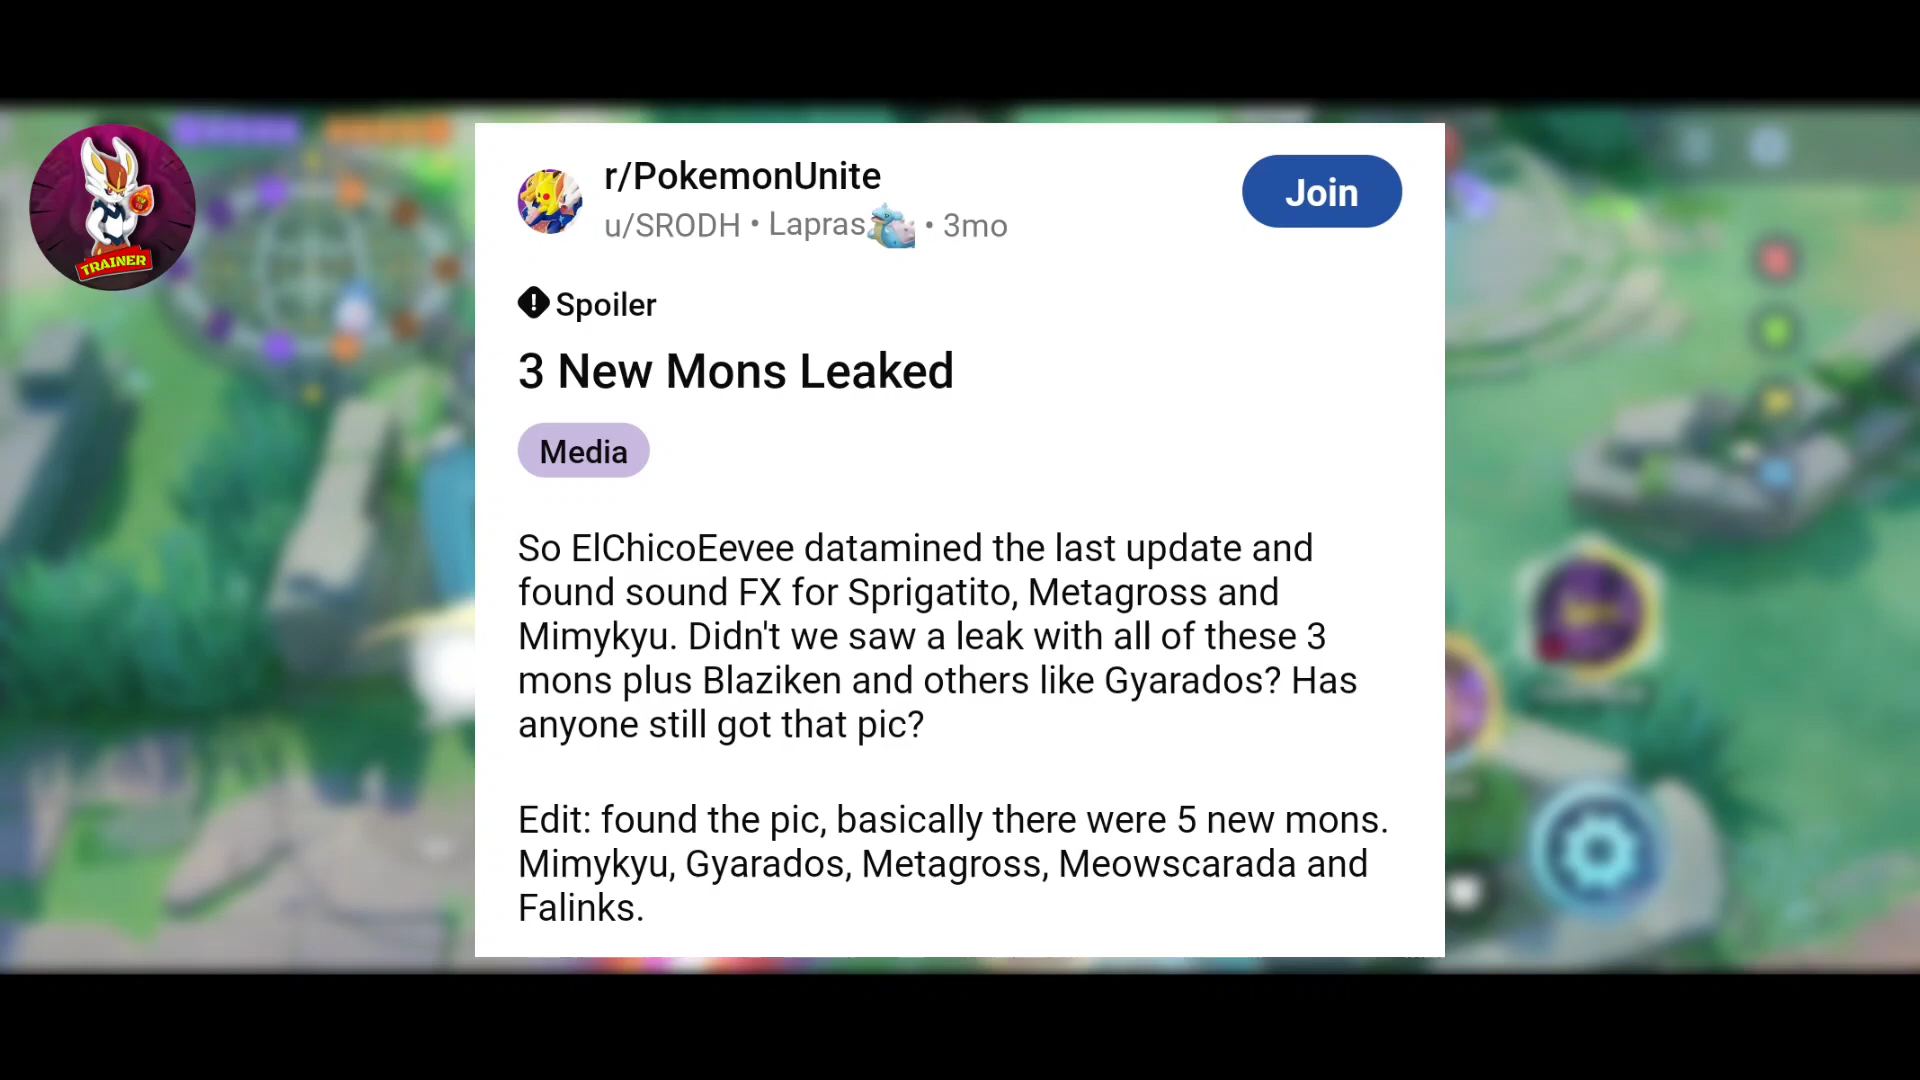 TRAINER
r/PokemonUnite
u/SRODH • Lapras • 3mo
Join
Spoiler
3 New Mons Leaked
Media
So ElChicoEevee datamined the last update and
found sound FX for Sprigatito, Metagross and
Mimykyu. Didn't we saw a leak with all of these 3
mons plus Blaziken and others like Gyarados? Has
anyone still got that pic?
Edit: found the pic, basically there were 5 new mons.
Mimykyu, Gyarados, Metagross, Meowscarada and
Falinks.